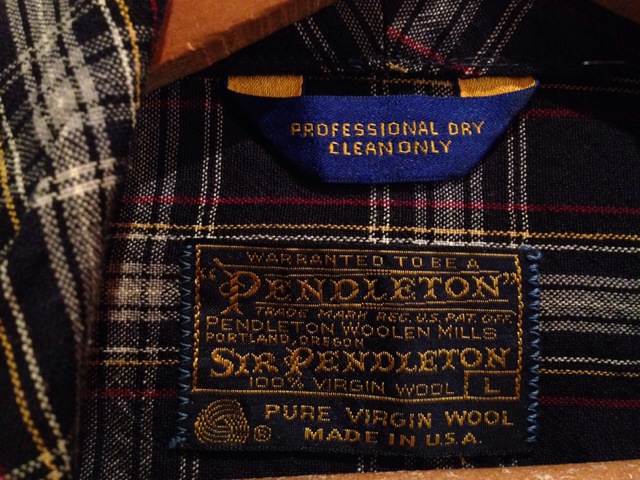 PROFESSIONAL DRY
CLEAN ONLY
WARRANTED TO BE A
"PENDLETON"
TRADE MARK REG. U.S. PAT. OFF.
PENDLETON WOOLEN MILLS
PORTLAND, OREGON
SIR PENDLETON
100% VIRGIN WOOL L
PURE VIRGIN WOOL
® MADE IN U.S.A.